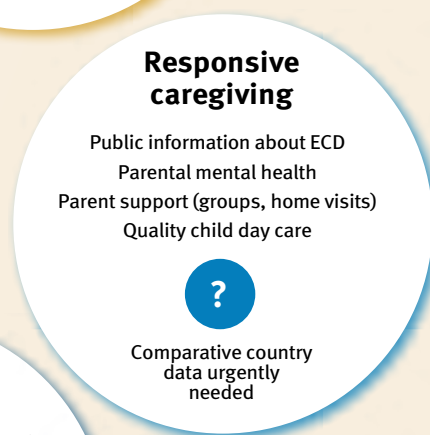 Responsive
caregiving
Public information about ECD
Parental mental health
Parent support (groups, home visits)
Quality child day care
?
Comparative country
data urgently
needed